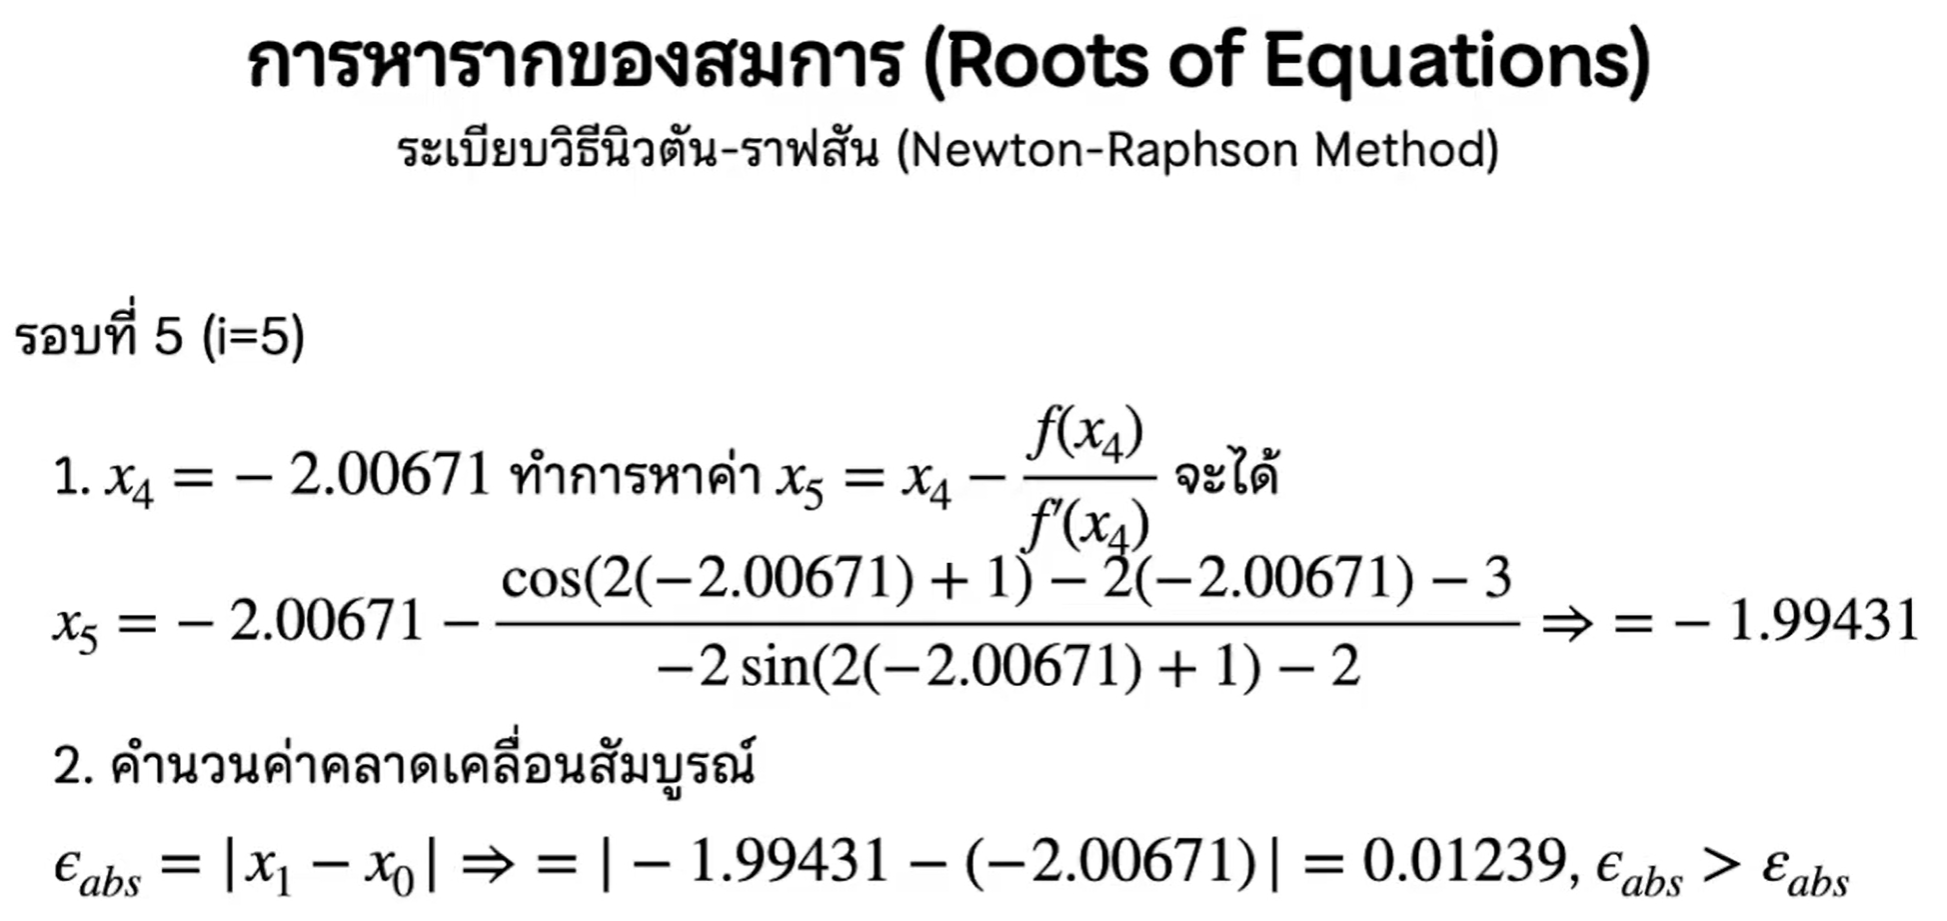 การหารากของสมการ (Roots of Equations)
ระเบียบวิธีนิวตัน-ราฟสัน (Newton-Raphson Method)
รอบที่ 5 (i=5)
1. x₄ = − 2.00671 ทำการหาค่า x₅ = x₄ − f(x₄) / f′(x₄) จะได้
x₅ = − 2.00671 − cos(2(−2.00671) + 1) − 2(−2.00671) − 3 / −2 sin(2(−2.00671) + 1) − 2 ⇒ = − 1.99431
2. คำนวนค่าคลาดเคลื่อนสัมบูรณ์
ϵabs = |x₁ − x₀| ⇒ = | − 1.99431 − (−2.00671)| = 0.01239, ϵabs > εabs